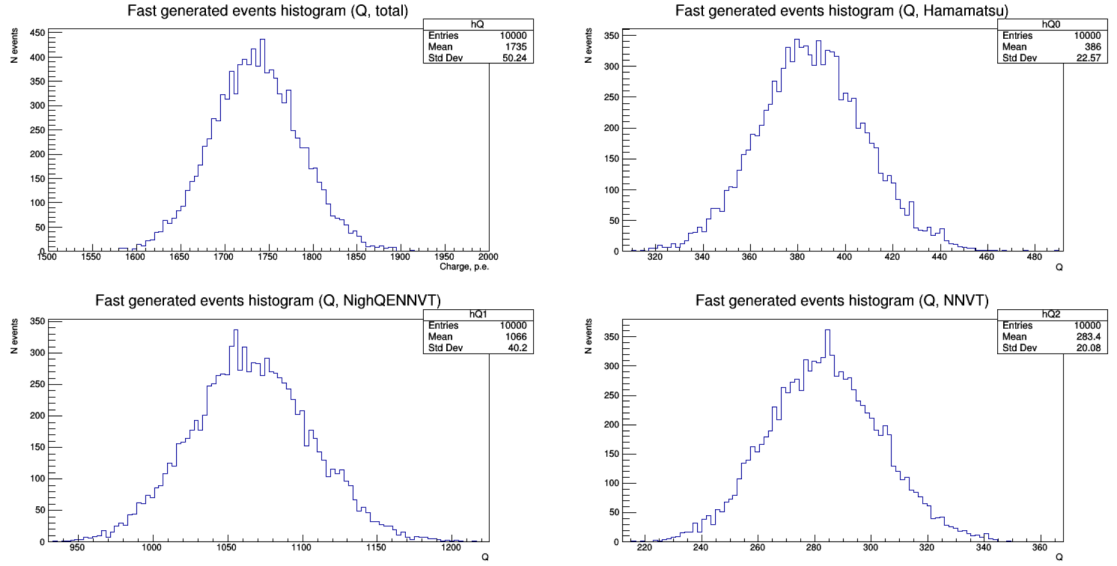 Fast generated events histogram (Q, total)
hQ
Entries 10000
Mean 1735
Std Dev 50.24
N events
450
400
350
300
250
200
150
100
50
0
1500 1550 1600 1650 1700 1750 1800 1850 1900 1950 2000
Charge, p.e.
Fast generated events histogram (Q, Hamamatsu)
hQ0
Entries 10000
Mean 386
Std Dev 22.57
N events
350
300
250
200
150
100
50
0
320 340 360 380 400 420 440 460 480
Q
Fast generated events histogram (Q, NighQENNVT)
hQ1
Entries 10000
Mean 1066
Std Dev 40.2
N events
350
300
250
200
150
100
50
0
950 1000 1050 1100 1150 1200
Q
Fast generated events histogram (Q, NNVT)
hQ2
Entries 10000
Mean 283.4
Std Dev 20.08
N events
350
300
250
200
150
100
50
0
220 240 260 280 300 320 340 360
Q